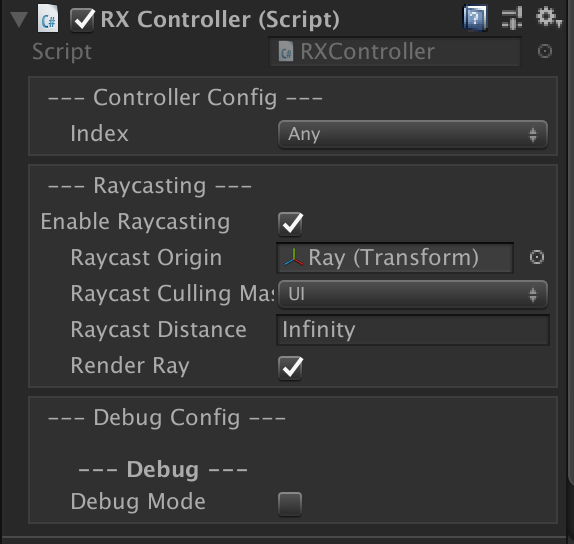 RX Controller (Script)
Script RXController
--- Controller Config ---
Index Any
--- Raycasting ---
Enable Raycasting
Raycast Origin Ray (Transform)
Raycast Culling Mas UI
Raycast Distance Infinity
Render Ray
--- Debug Config ---
--- Debug ---
Debug Mode